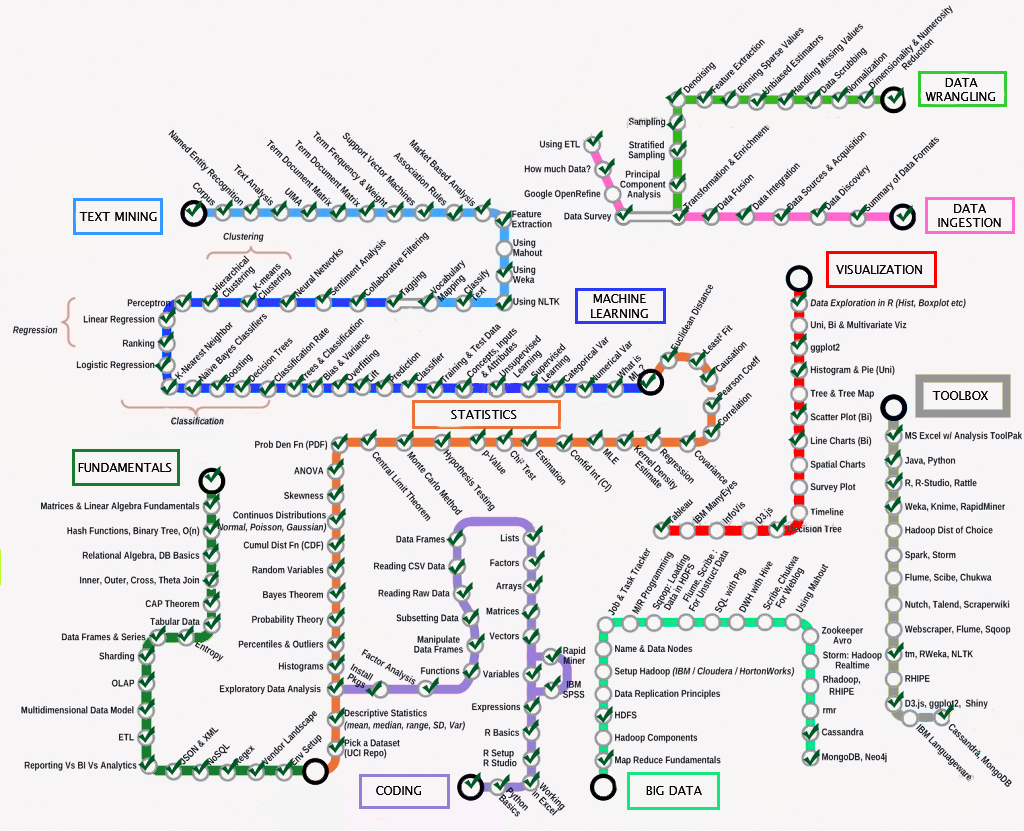 Denoising
Feature Extraction
Binning Sparse Values
Unbiased Estimators
Handling Missing Values
Data Scrubbing
Normalization
Dimensionality & Numerosity
Reduction
DATA
WRANGLING
Sampling
Stratified
Sampling
Principal
Component
Analysis
Using ETL
How much Data?
Google OpenRefine
Data Survey
Transformation & Enrichment
Data Fusion
Data Integration
Data Sources & Acquisition
Data Discovery
Summary of Data Formats
DATA
INGESTION
TEXT MINING
Corpus
Named Entity Recognition
Text Analysis
UIMA
Term Document Matrix
Term Document Matrix
Term Frequency & Weight
Support Vector Machines
Association Rules
Market Based Analysis
Feature
Extraction
Using
Mahout
Using
Weka
Using NLTK
Classify
Text
Vocabulary
Mapping
Tagging
Collaborative Filtering
Sentiment Analysis
Neural Networks
K-means
Clustering
Hierarchical
Clustering
Clustering
Perceptron
Linear Regression
Ranking
Logistic Regression
Regression
K-Nearest Neighbor
Naive Bayes Classifiers
Boosting
Decision Trees
Classification Rate
Trees & Classification
Bias & Variance
Overfitting
Lift
Prediction
Classifier
Training & Test Data
Concepts, Inputs
& Attributes
Unsupervised
Learning
Supervised
Learning
Categorical Var
Numerical Var
What is
ML?
Classification
MACHINE
LEARNING
Euclidean Distance
Least Fit
Causation
Pearson Coeff
Correlation
Covariance
Regression
Kernel Density
Estimate
MLE
Confid Int (CI)
Estimation
Chi² Test
p-Value
Hypothesis Testing
Monte Carlo Method
Central Limit Theorem
STATISTICS
Prob Den Fn (PDF)
ANOVA
Skewness
Continuos Distributions
Normal, Poisson, Gaussian)
Cumul Dist Fn (CDF)
Random Variables
Bayes Theorem
Probability Theory
Percentiles & Outliers
Histograms
Exploratory Data Analysis
Descriptive Statistics
(mean, median, range, SD, Var)
Pick a Dataset
(UCI Repo)
FUNDAMENTALS
Matrices & Linear Algebra Fundamentals
Hash Functions, Binary Tree, O(n)
Relational Algebra, DB Basics
Inner, Outer, Cross, Theta Join
CAP Theorem
Tabular Data
Entropy
Data Frames & Series
Sharding
OLAP
Multidimensional Data Model
ETL
Reporting Vs BI Vs Analytics
JSON & XML
NoSQL
Regex
Vendor Landscape
Env Setup
CODING
Python
Basics
Working
in Excel
R Setup
R Studio
R Basics
Expressions
Variables
IBM
SPSS
Rapid
Miner
Vectors
Matrices
Arrays
Factors
Lists
Data Frames
Reading CSV Data
Reading Raw Data
Subsetting Data
Manipulate
Data Frames
Functions
Factor Analysis
Install
Pkgs
VISUALIZATION
Data Exploration in R (Hist, Boxplot etc)
Uni, Bi & Multivariate Viz
ggplot2
Histogram & Pie (Uni)
Tree & Tree Map
Scatter Plot (Bi)
Line Charts (Bi)
Spatial Charts
Survey Plot
Timeline
Decision Tree
D3.js
InfoVis
IBM ManyEyes
Tableau
BIG DATA
Map Reduce Fundamentals
Hadoop Components
HDFS
Data Replication Principles
Setup Hadoop (IBM / Cloudera / HortonWorks)
Name & Data Nodes
Job & Task Tracker
M/R Programming
Sqoop: Loading
Data in HDFS
Flume, Scribe :
For Unstruct Data
SQL with Pig
DWH with Hive
Scribe, Chukwa
For Weblog
Using Mahout
Zookeeper
Avro
Storm: Hadoop
Realtime
Rhadoop,
RHIPE
rmr
Cassandra
MongoDB, Neo4j
TOOLBOX
MS Excel w/ Analysis ToolPak
Java, Python
R, R-Studio, Rattle
Weka, Knime, RapidMiner
Hadoop Dist of Choice
Spark, Storm
Flume, Scibe, Chukwa
Nutch, Talend, Scraperwiki
Webscraper, Flume, Sqoop
tm, RWeka, NLTK
RHIPE
D3.js, ggplot2, Shiny
IBM Languageware
Cassandra, MongoDB